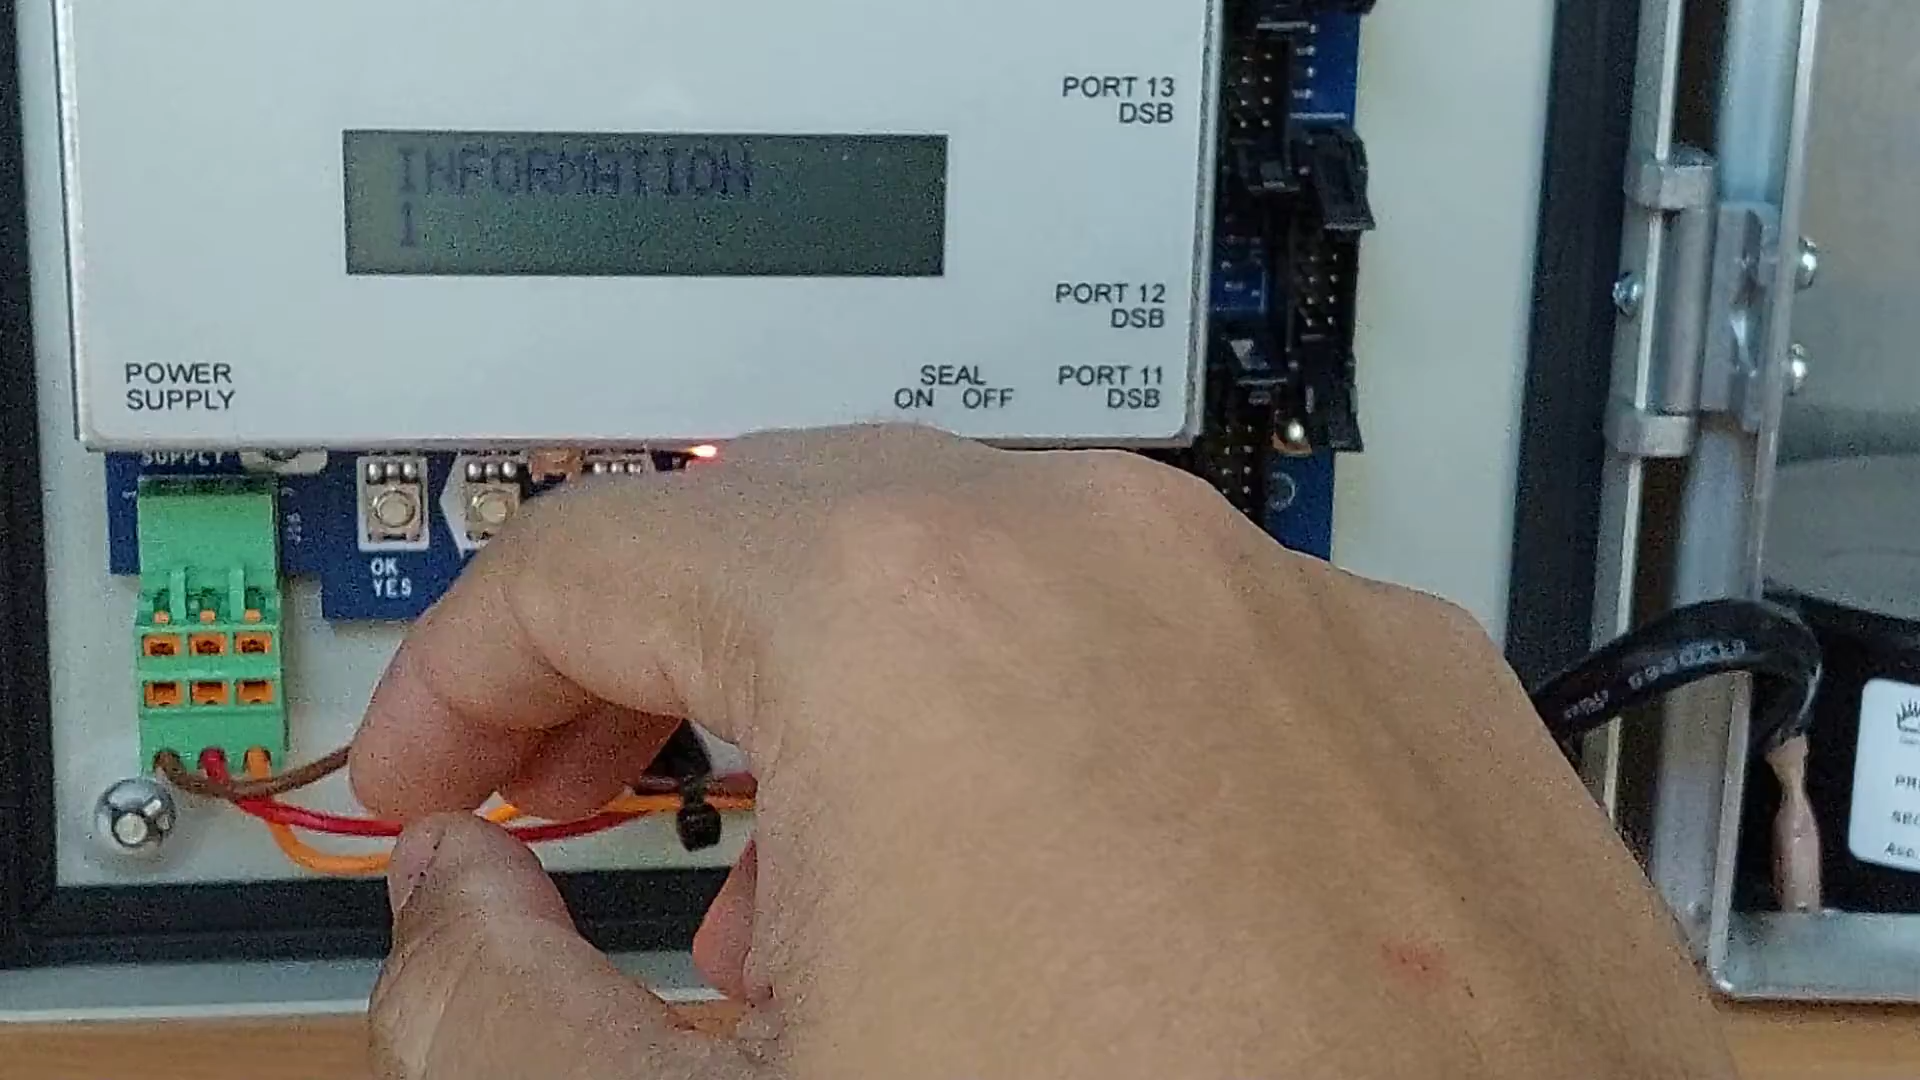 PORT 13
DSB
INFORMATION
1
PORT 12
DSB
POWER
SUPPLY
SEAL
ON OFF
PORT 11
DSB
SUPPLY
OK
YES